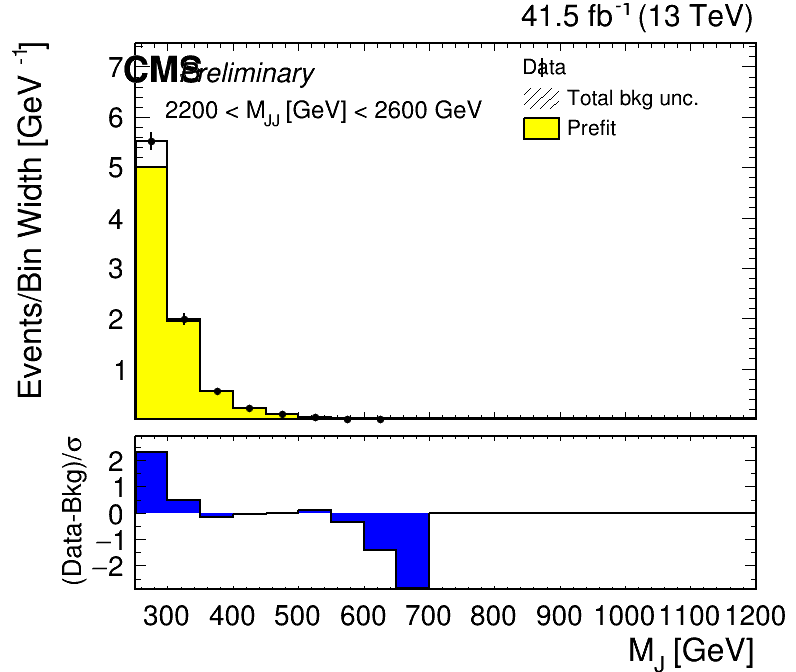 41.5 fb⁻¹ (13 TeV)
CMS Preliminary
2200 < M_JJ [GeV] < 2600 GeV
Data
Total bkg unc.
Prefit
Events/Bin Width [GeV⁻¹]
7
6
5
4
3
2
1
(Data-Bkg)/σ
2
1
0
−1
−2
300 400 500 600 700 800 900 1000 1100 1200
M_J [GeV]